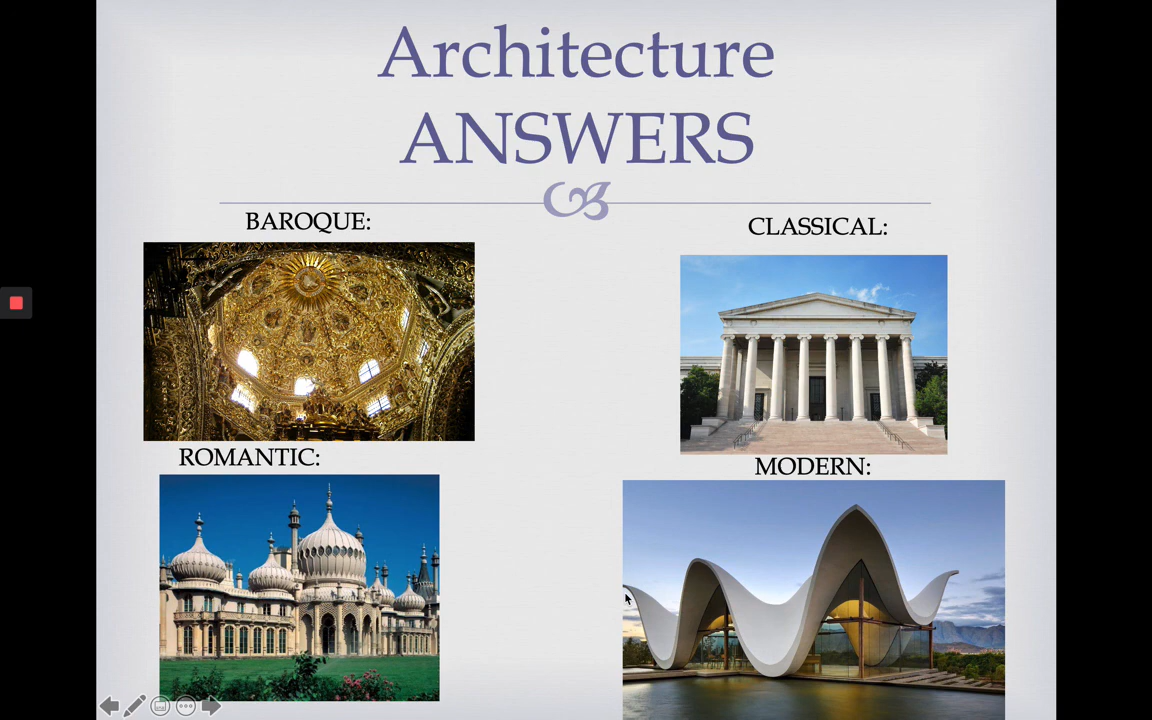 Architecture
ANSWERS
BAROQUE:
CLASSICAL:
ROMANTIC:
MODERN: